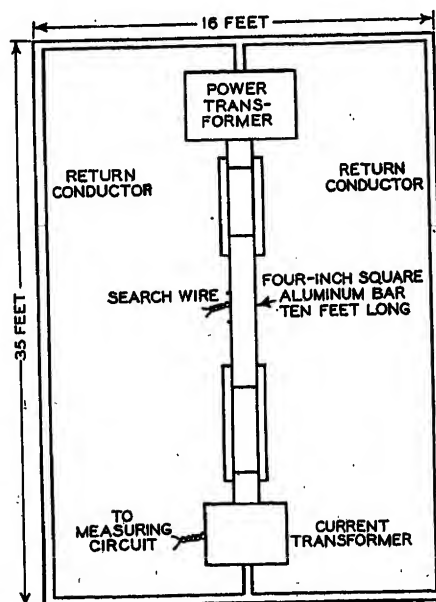 16 FEET
POWER
TRANS-
FORMER
RETURN
CONDUCTOR
RETURN
CONDUCTOR
SEARCH WIRE
FOUR-INCH SQUARE
ALUMINUM BAR
TEN FEET LONG
35 FEET
TO
MEASURING
CIRCUIT
CURRENT
TRANSFORMER